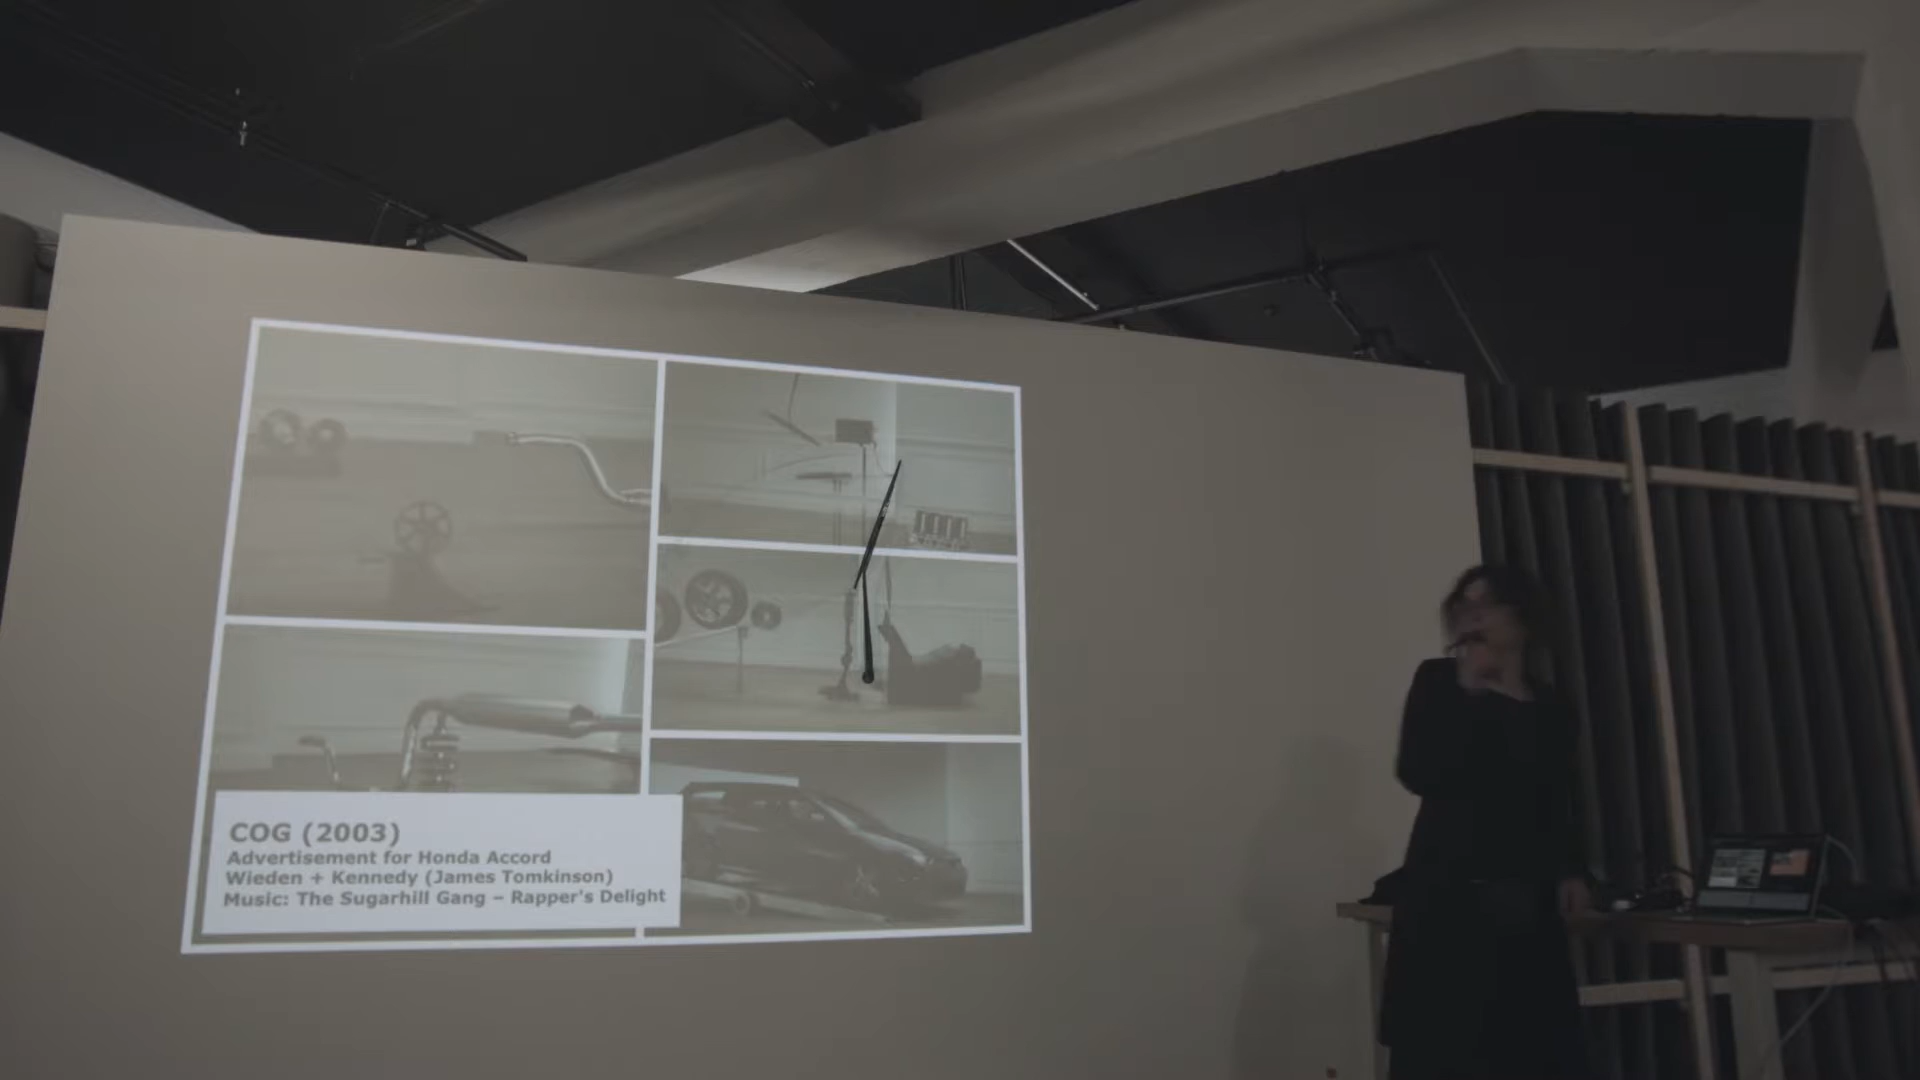 COG (2003)
Advertisement for Honda Accord
Wieden + Kennedy (James Tomkinson)
Music: The Sugarhill Gang – Rapper's Delight